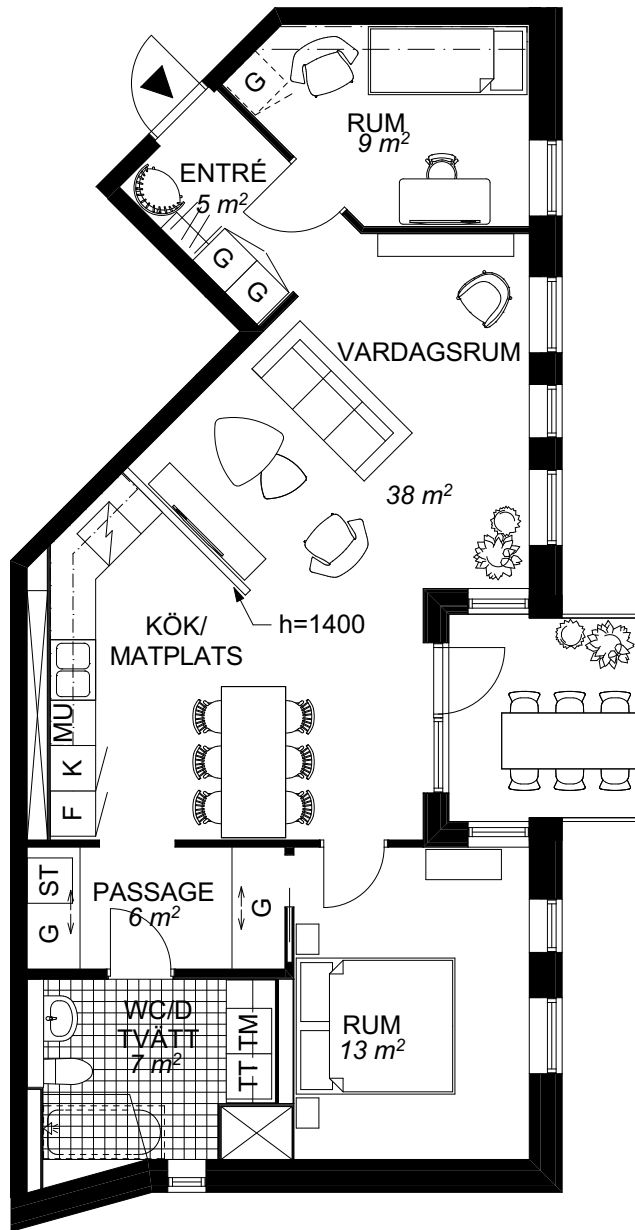 G
RUM
9 m²
ENTRÉ
5 m²
G
G
VARDAGSRUM
38 m²
KÖK/
MATPLATS
h=1400
MU
K
F
ST
G
PASSAGE
6 m²
G
WC/D
TVÄTT
7 m²
TM
TT
RUM
13 m²